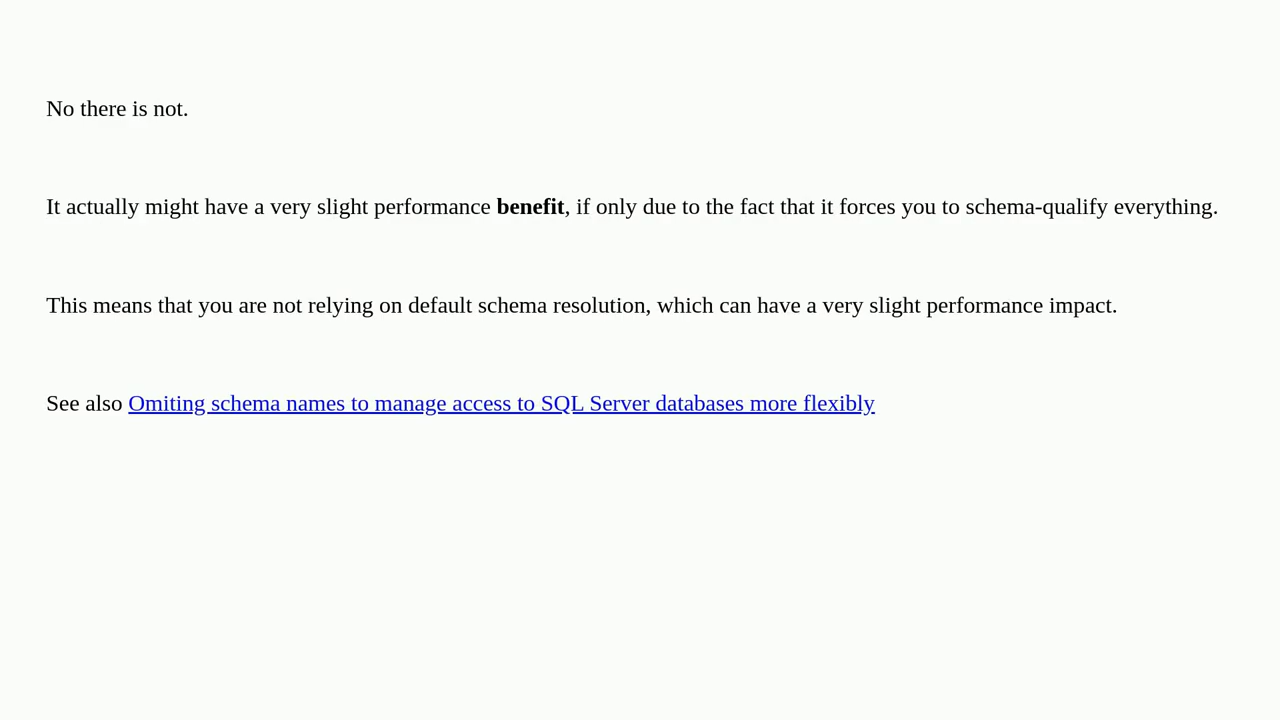 No there is not.
It actually might have a very slight performance benefit, if only due to the fact that it forces you to schema-qualify everything.
This means that you are not relying on default schema resolution, which can have a very slight performance impact.
See also Omiting schema names to manage access to SQL Server databases more flexibly